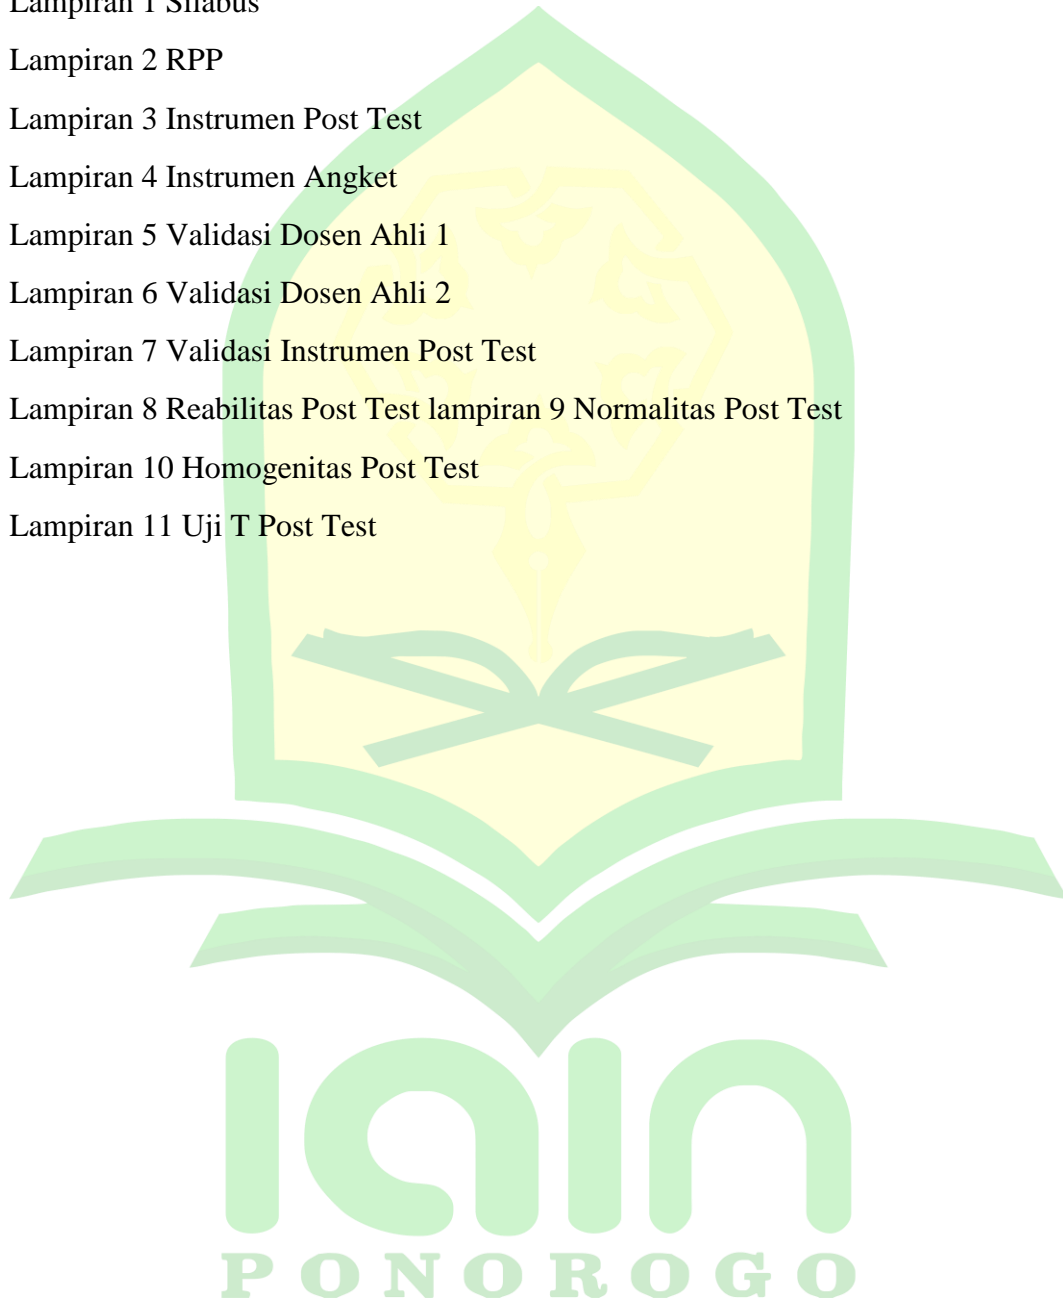 Lampiran 1 Silabus
Lampiran 2 RPP
Lampiran 3 Instrumen Post Test
Lampiran 4 Instrumen Angket
Lampiran 5 Validasi Dosen Ahli 1
Lampiran 6 Validasi Dosen Ahli 2
Lampiran 7 Validasi Instrumen Post Test
Lampiran 8 Reabilitas Post Test lampiran 9 Normalitas Post Test
Lampiran 10 Homogenitas Post Test
Lampiran 11 Uji T Post Test
iain
PONOROGO